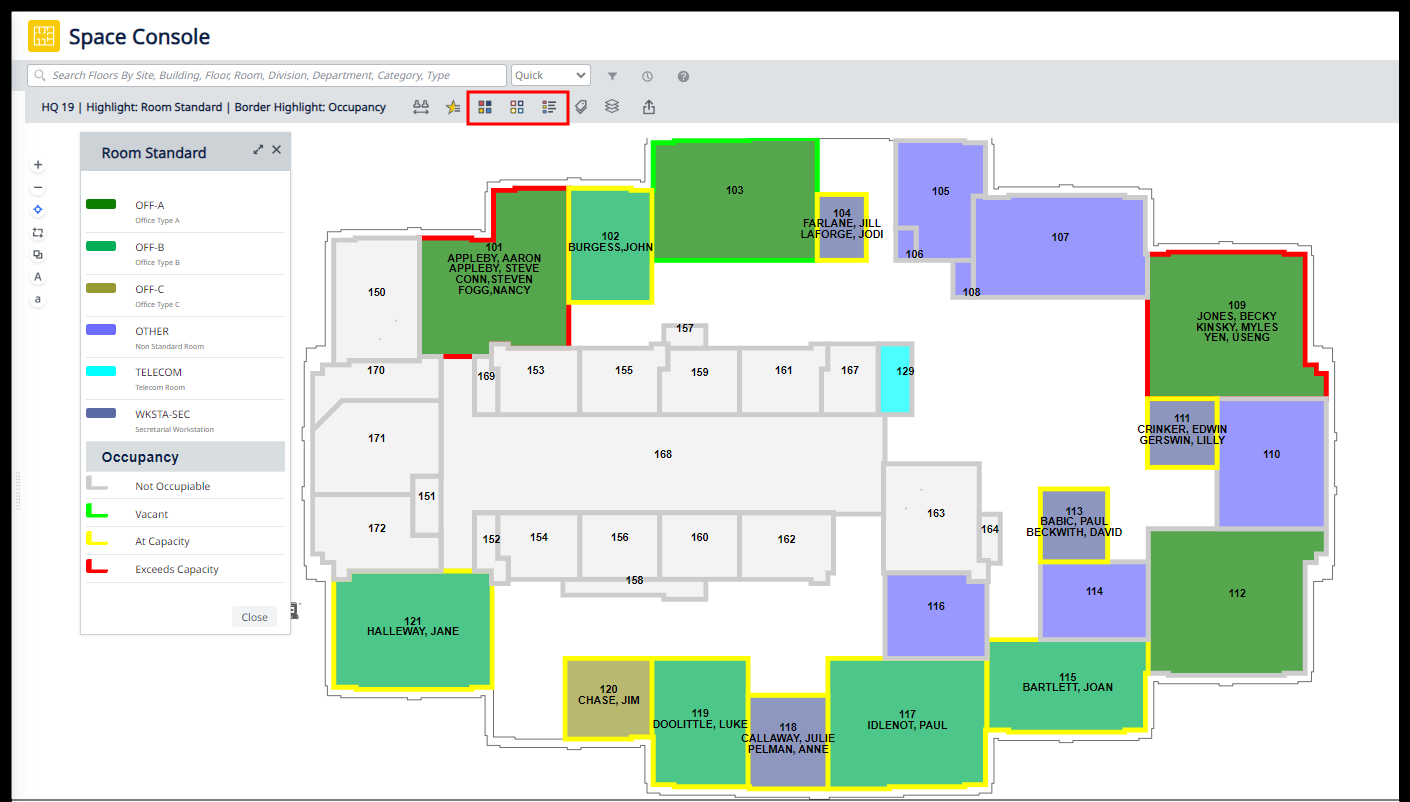 Space Console
Search Floors By Site, Building, Floor, Room, Division, Department, Category, Type
Quick
HQ 19 | Highlight: Room Standard | Border Highlight: Occupancy
Room Standard
OFF-A
Office Type A
OFF-B
Office Type B
OFF-C
Office Type C
OTHER
Non Standard Room
TELECOM
Telecom Room
WKSTA-SEC
Secretarial Workstation
Occupancy
Not Occupiable
Vacant
At Capacity
Exceeds Capacity
Close
A
a
103
105
104
FARLANE, JILL
LAFORGE, JODI
102
BURGESS,JOHN
101
APPLEBY, AARON
APPLEBY, STEVE
CONN,STEVEN
FOGG,NANCY
106
107
108
150
109
JONES, BECKY
KINSKY, MYLES
YEN, USENG
157
170
169
153
155
159
161
167
129
111
CRINKER, EDWIN
GERSWIN, LILLY
110
171
168
151
163
164
113
BABIC, PAUL
BECKWITH, DAVID
172
152
154
156
160
162
158
116
114
112
121
HALLEWAY, JANE
115
BARTLETT, JOAN
120
CHASE, JIM
119
DOOLITTLE, LUKE
118
CALLAWAY, JULIE
PELMAN, ANNE
117
IDLENOT, PAUL